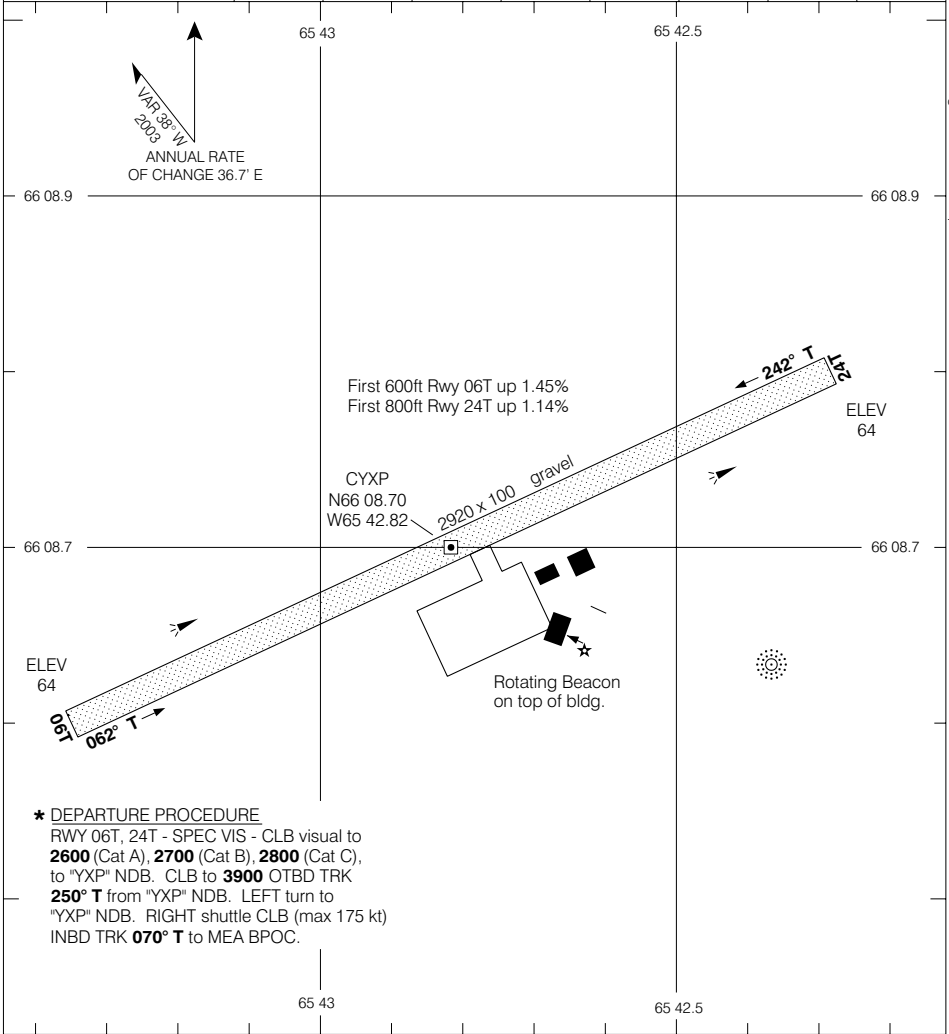 65 43
65 42.5
VAR 38° W
2003
ANNUAL RATE
OF CHANGE 36.7' E
66 08.9
66 08.9
First 600ft Rwy 06T up 1.45%
First 800ft Rwy 24T up 1.14%
242° T
24T
ELEV
64
CYXP
N66 08.70
W65 42.82
2920 x 100 gravel
66 08.7
66 08.7
ELEV
64
06T
062° T
Rotating Beacon
on top of bldg.
* DEPARTURE PROCEDURE
RWY 06T, 24T - SPEC VIS - CLB visual to
2600 (Cat A), 2700 (Cat B), 2800 (Cat C),
to "YXP" NDB. CLB to 3900 OTBD TRK
250° T from "YXP" NDB. LEFT turn to
"YXP" NDB. RIGHT shuttle CLB (max 175 kt)
INBD TRK 070° T to MEA BPOC.
65 43
65 42.5